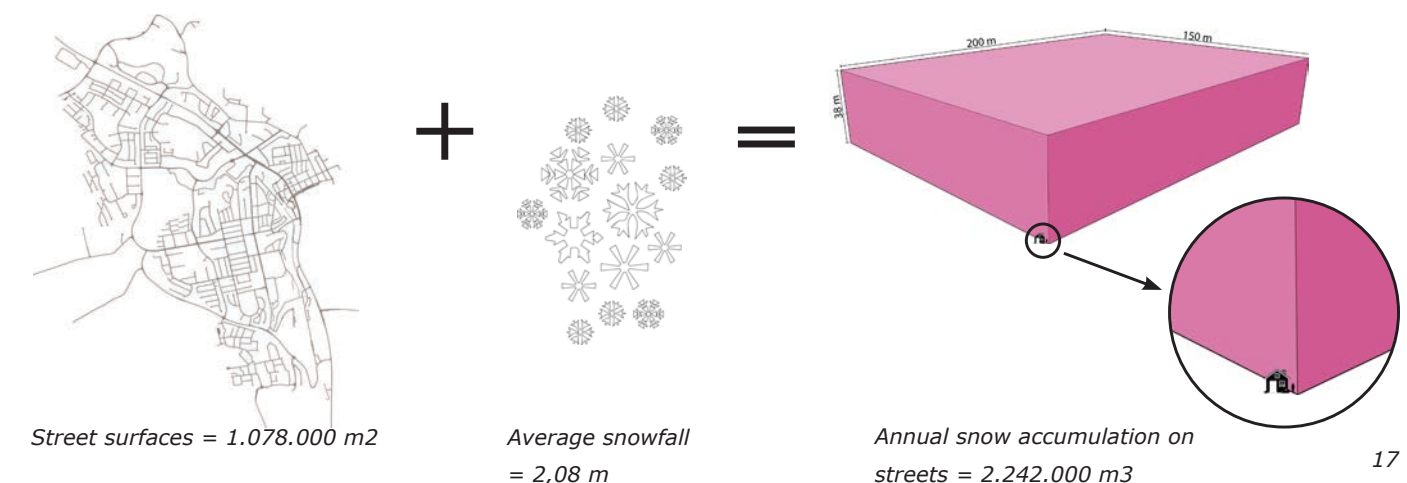 200 m
150 m
38 m
+
=
Street surfaces = 1.078.000 m2
Average snowfall
= 2,08 m
Annual snow accumulation on
streets = 2.242.000 m3
17